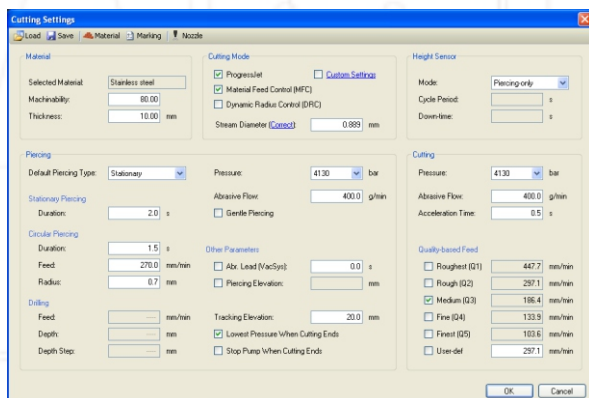 Cutting Settings
Load Save Material Marking Nozzle
Material
Selected Material: Stainless steel
Machinability: 80.00
Thickness: 10.00 mm
Cutting Mode
ProgressJet Custom Settings
Material Feed Control (MFC)
Dynamic Radius Control (DRC)
Stream Diameter (Correct): 0.889 mm
Height Sensor
Mode: Piercing-only
Cycle Period: s
Down-time: s
Piercing
Default Piercing Type: Stationary
Stationary Piercing
Duration: 2.0 s
Circular Piercing
Duration: 1.5 s
Feed: 270.0 mm/min
Radius: 0.7 mm
Drilling
Feed: ---- mm/min
Depth: ---- mm
Depth Step: ---- mm
Pressure: 4130 bar
Abrasive Flow: 400.0 g/min
Gentle Piercing
Other Parameters
Abr. Lead (VacSys): 0.0 s
Piercing Elevation: mm
Tracking Elevation: 20.0 mm
Lowest Pressure When Cutting Ends
Stop Pump When Cutting Ends
Cutting
Pressure: 4130 bar
Abrasive Flow: 400.0 g/min
Acceleration Time: 0.5 s
Quality-based Feed
Roughest (Q1) 447.7 mm/min
Rough (Q2) 297.1 mm/min
Medium (Q3) 186.4 mm/min
Fine (Q4) 133.9 mm/min
Finest (Q5) 103.6 mm/min
User-def 297.1 mm/min
OK Cancel